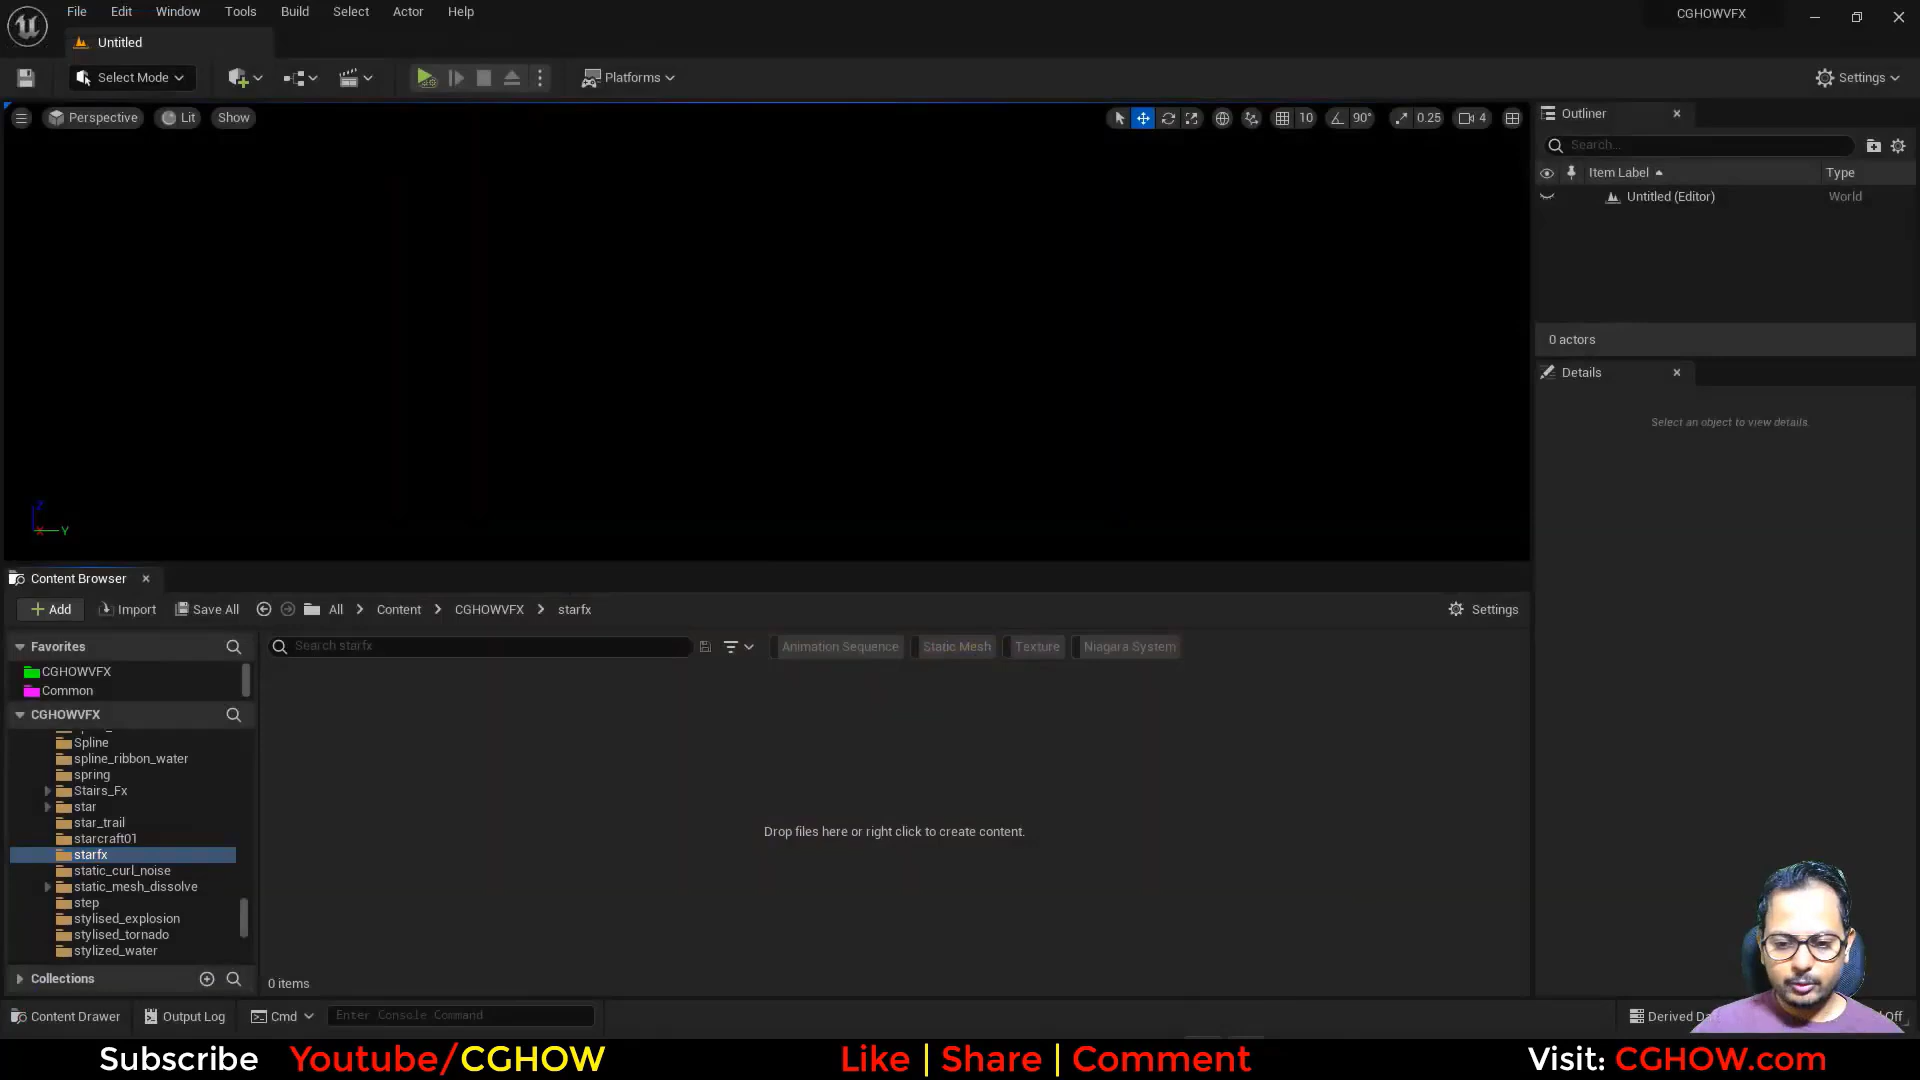 File Edit Window Tools Build Select Actor Help
CGHOWVFX
Untitled
Select Mode
Platforms
Settings
Perspective
Lit
Show
10
90°
0.25
4
Outliner
Search...
Item Label
Type
Untitled (Editor)
World
0 actors
Details
Select an object to view details.
Z
X
Y
Content Browser
Add
Import
Save All
All
Content
CGHOWVFX
starfx
Settings
Favorites
Search starfx
Animation Sequence
Static Mesh
Texture
Niagara System
CGHOWVFX
Common
CGHOWVFX
Spline
spline_ribbon_water
spring
Stairs_Fx
star
star_trail
starcraft01
starfx
static_curl_noise
static_mesh_dissolve
step
stylised_explosion
stylised_tornado
stylized_water
Drop files here or right click to create content.
Collections
0 items
Content Drawer
Output Log
Cmd
Enter Console Command
Derived
Off
Subscribe Youtube/CGHOW Like | Share | Comment Visit: CGHOW.com